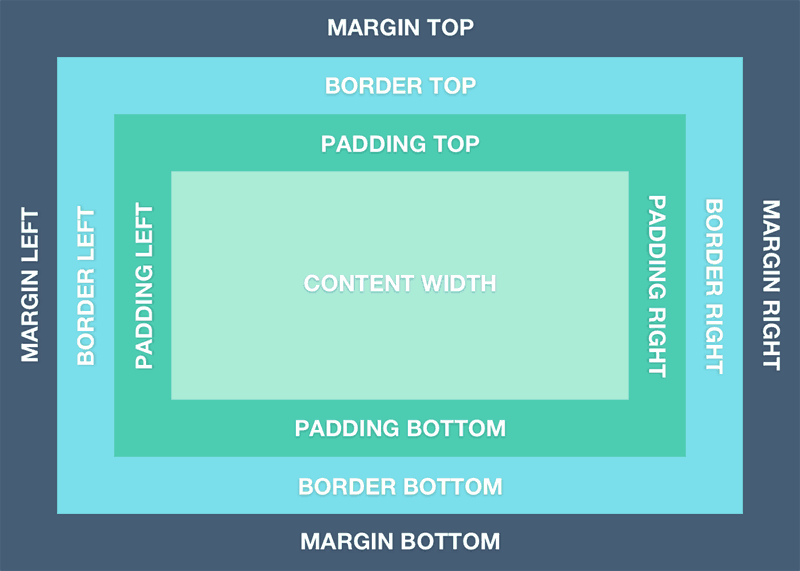 MARGIN TOP
BORDER TOP
PADDING TOP
MARGIN LEFT
BORDER LEFT
PADDING LEFT
CONTENT WIDTH
PADDING RIGHT
BORDER RIGHT
MARGIN RIGHT
PADDING BOTTOM
BORDER BOTTOM
MARGIN BOTTOM